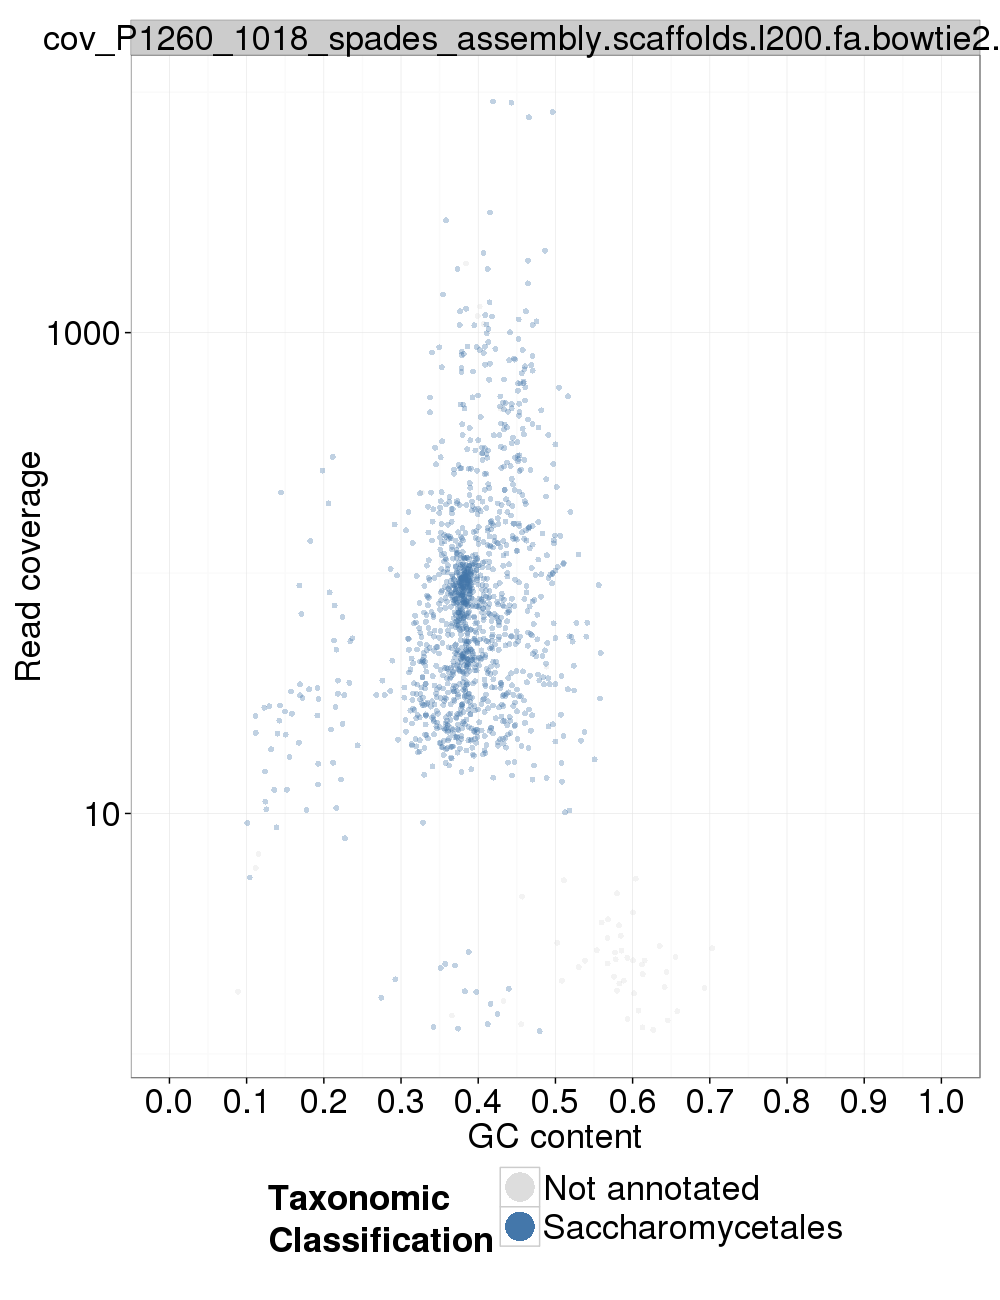 cov_P1260_1018_spades_assembly.scaffolds.l200.fa.bowtie2.
1000
10
Read coverage
0.0 0.1 0.2 0.3 0.4 0.5 0.6 0.7 0.8 0.9 1.0
GC content
Taxonomic
Classification
Not annotated
Saccharomycetales